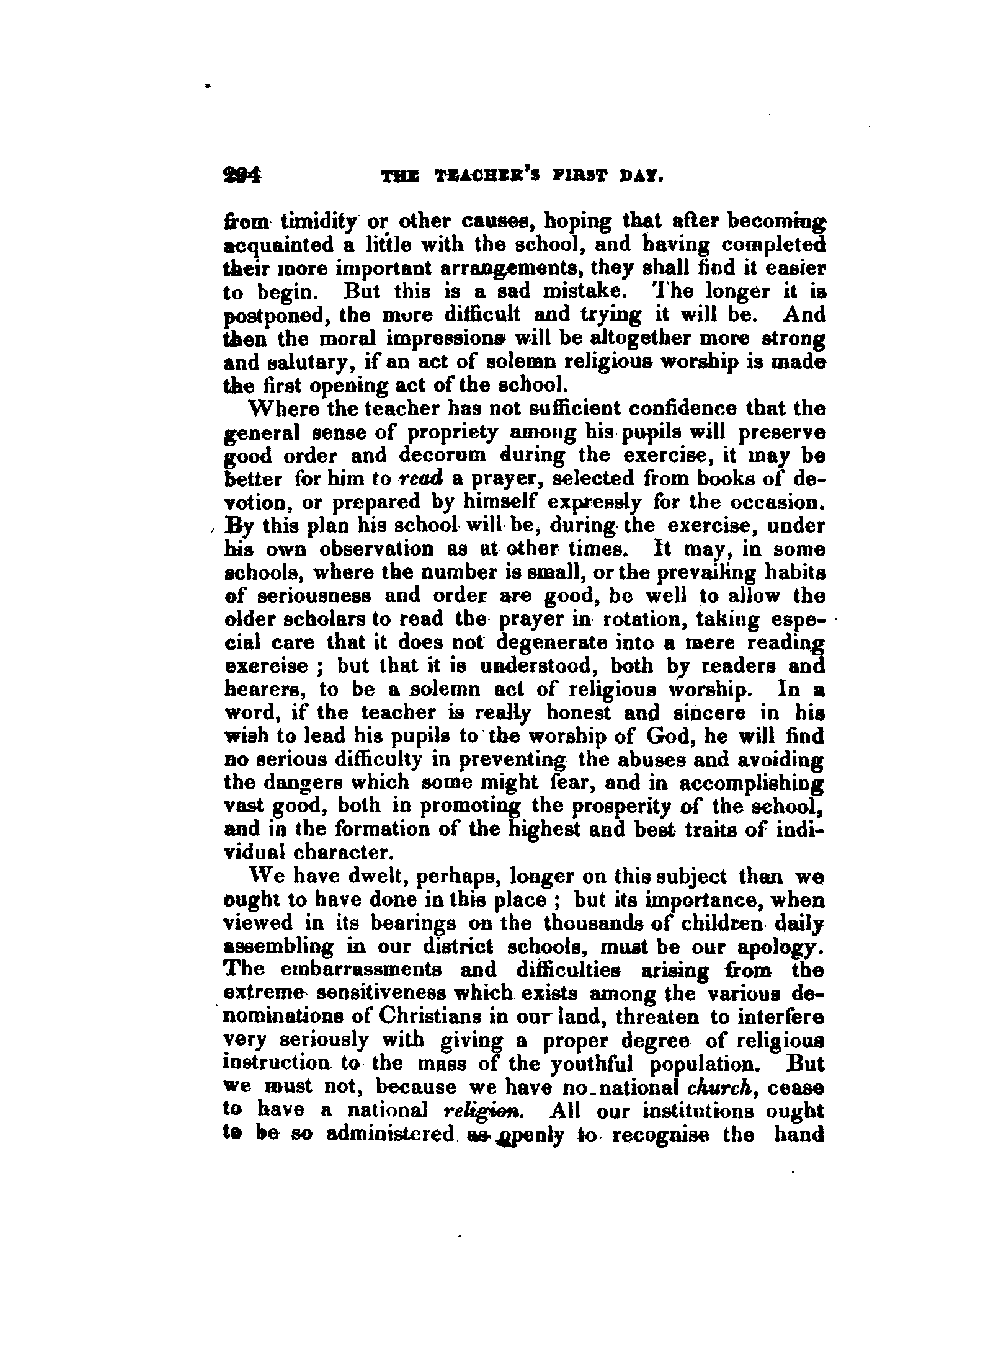 294 THE TEACHER'S FIRST DAY.
from timidity or other causes, hoping that after becoming
acquainted a little with the school, and having completed
their more important arrangements, they shall find it easier
to begin. But this is a sad mistake. The longer it is
postponed, the more difficult and trying it will be. And
then the moral impressions will be altogether more strong
and salutary, if an act of solemn religious worship is made
the first opening act of the school.
Where the teacher has not sufficient confidence that the
general sense of propriety among his pupils will preserve
good order and decorum during the exercise, it may be
better for him to read a prayer, selected from books of de-
votion, or prepared by himself expressly for the occasion.
By this plan his school will be, during the exercise, under
his own observation as at other times. It may, in some
schools, where the number is small, or the prevailing habits
of seriousness and order are good, be well to allow the
older scholars to read the prayer in rotation, taking espe-
cial care that it does not degenerate into a mere reading
exercise ; but that it is understood, both by readers and
hearers, to be a solemn act of religious worship. In a
word, if the teacher is really honest and sincere in his
wish to lead his pupils to the worship of God, he will find
no serious difficulty in preventing the abuses and avoiding
the dangers which some might fear, and in accomplishing
vast good, both in promoting the prosperity of the school,
and in the formation of the highest and best traits of indi-
vidual character.
We have dwelt, perhaps, longer on this subject than we
ought to have done in this place ; but its importance, when
viewed in its bearings on the thousands of children daily
assembling in our district schools, must be our apology.
The embarrassments and difficulties arising from the
extreme sensitiveness which exists among the various de-
nominations of Christians in our land, threaten to interfere
very seriously with giving a proper degree of religious
instruction to the mass of the youthful population. But
we must not, because we have no national church, cease
to have a national religion. All our institutions ought
to be so administered as openly to recognise the hand